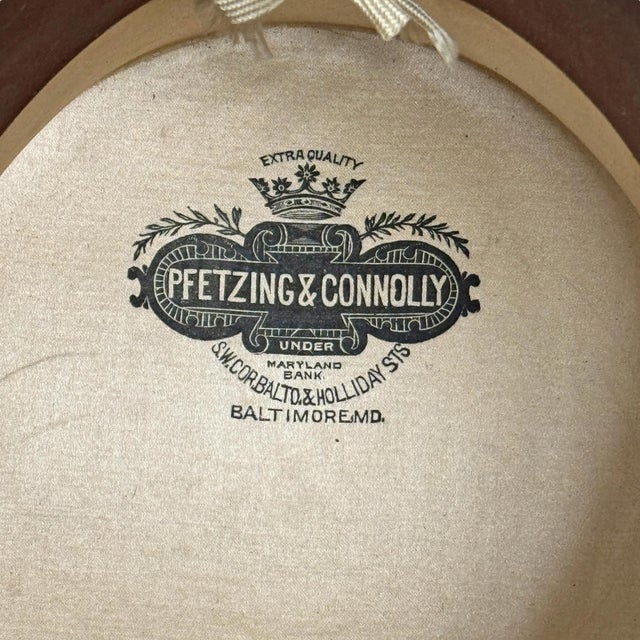 EXTRA QUALITY
PFETZING & CONNOLLY
UNDER
MARYLAND
BANK.
S.W. COR. BALTO. & HOLLIDAY STS
BALTIMORE, MD.